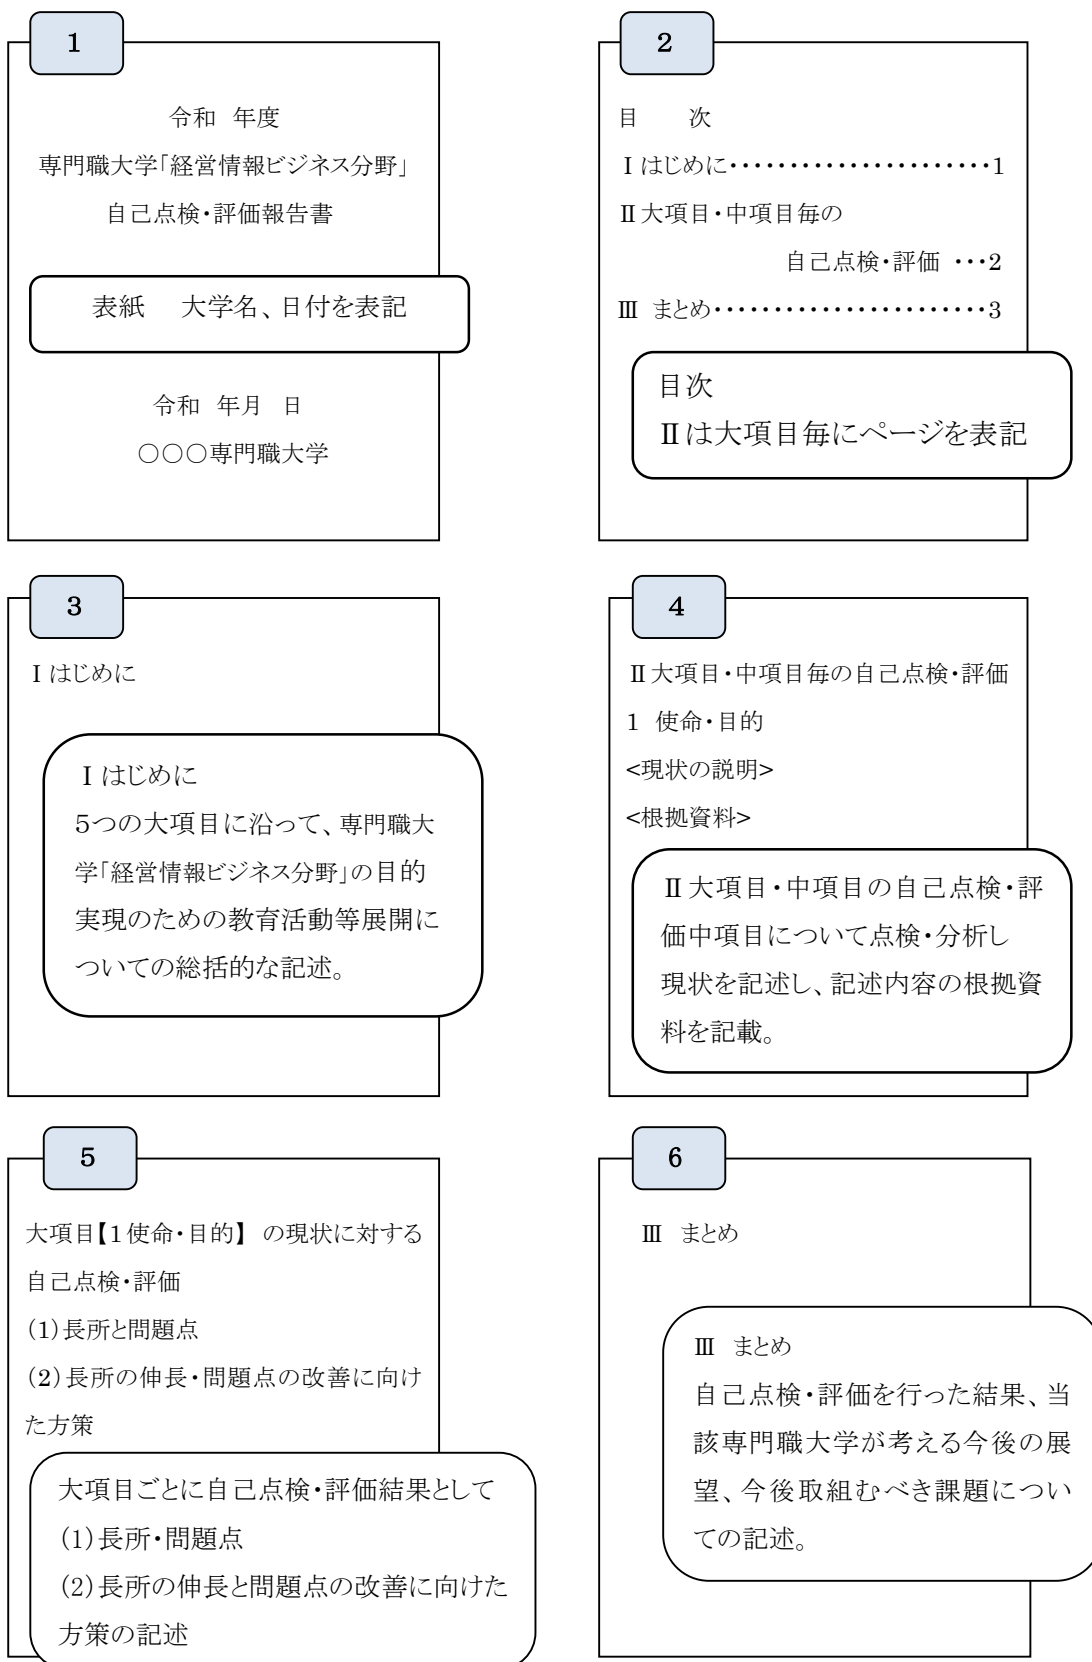 1
令和 年度
専門職大学「経営情報ビジネス分野」
自己点検・評価報告書
表紙 大学名、日付を表記
令和 年月 日
○○○専門職大学
2
目 次
Ⅰはじめに・・・・・・・・・・・・・・・・・・・・・・1
Ⅱ大項目・中項目毎の
自己点検・評価 ・・・2
Ⅲ まとめ・・・・・・・・・・・・・・・・・・・・・・・3
目次
Ⅱは大項目毎にページを表記
3
Ⅰはじめに
Ⅰはじめに
5つの大項目に沿って、専門職大
学「経営情報ビジネス分野」の目的
実現のための教育活動等展開に
ついての総括的な記述。
4
Ⅱ大項目・中項目毎の自己点検・評価
1 使命・目的
<現状の説明>
<根拠資料>
Ⅱ大項目・中項目の自己点検・評
価中項目について点検・分析し
現状を記述し、記述内容の根拠資
料を記載。
5
大項目【1使命・目的】 の現状に対する
自己点検・評価
(1)長所と問題点
(2)長所の伸長・問題点の改善に向け
た方策
大項目ごとに自己点検・評価結果として
(1)長所・問題点
(2)長所の伸長と問題点の改善に向けた
方策の記述
6
Ⅲ まとめ
Ⅲ まとめ
自己点検・評価を行った結果、当
該専門職大学が考える今後の展
望、今後取組むべき課題につい
ての記述。